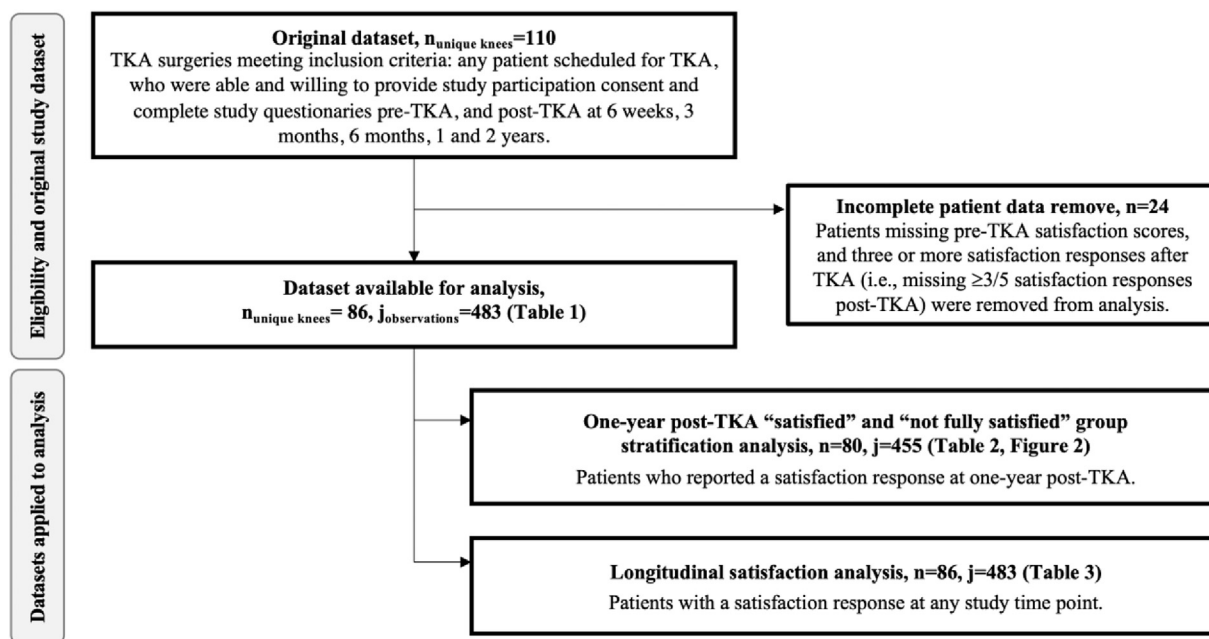 Eligibility and original study dataset
Original dataset, nunique knees=110
TKA surgeries meeting inclusion criteria: any patient scheduled for TKA,
who were able and willing to provide study participation consent and
complete study questionaries pre-TKA, and post-TKA at 6 weeks, 3
months, 6 months, 1 and 2 years.
Incomplete patient data remove, n=24
Patients missing pre-TKA satisfaction scores,
and three or more satisfaction responses after
TKA (i.e., missing ≥3/5 satisfaction responses
post-TKA) were removed from analysis.
Dataset available for analysis,
nunique knees= 86, jobservations=483 (Table 1)
Datasets applied to analysis
One-year post-TKA “satisfied” and “not fully satisfied” group
stratification analysis, n=80, j=455 (Table 2, Figure 2)
Patients who reported a satisfaction response at one-year post-TKA.
Longitudinal satisfaction analysis, n=86, j=483 (Table 3)
Patients with a satisfaction response at any study time point.